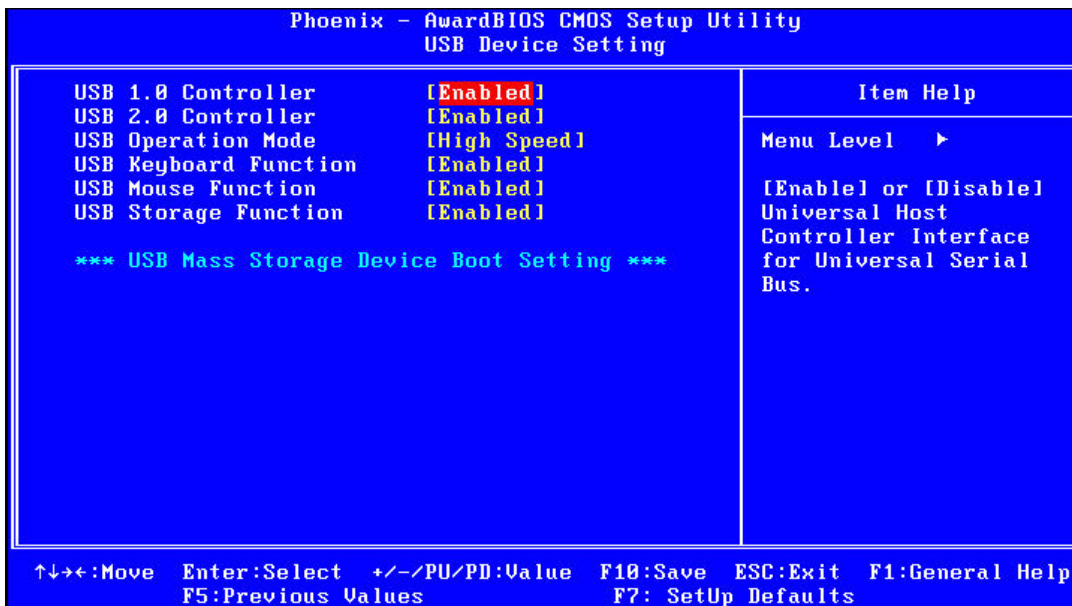 Phoenix - AwardBIOS CMOS Setup Utility
USB Device Setting
USB 1.0 Controller [Enabled]
USB 2.0 Controller [Enabled]
USB Operation Mode [High Speed]
USB Keyboard Function [Enabled]
USB Mouse Function [Enabled]
USB Storage Function [Enabled]
*** USB Mass Storage Device Boot Setting ***
Item Help
Menu Level ►
[Enable] or [Disable]
Universal Host
Controller Interface
for Universal Serial
Bus.
↑↓→←:Move Enter:Select +/-/PU/PD:Value F10:Save ESC:Exit F1:General Help
F5:Previous Values F7: SetUp Defaults